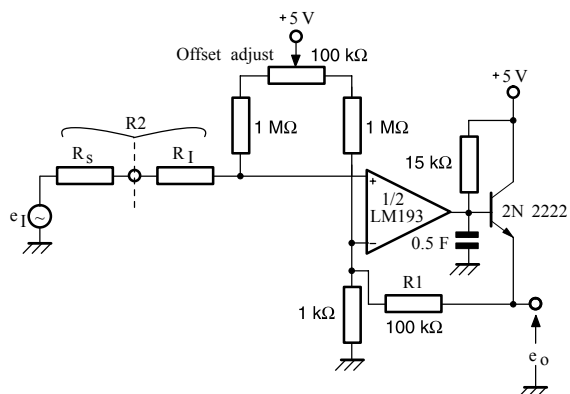 +5 V
Offset adjust
100 kΩ
+5 V
R2
1 MΩ
1 MΩ
RS
RI
15 kΩ
+
1/2
LM193
2N 2222
eI
~
0.5 F
−
R1
1 kΩ
100 kΩ
eo